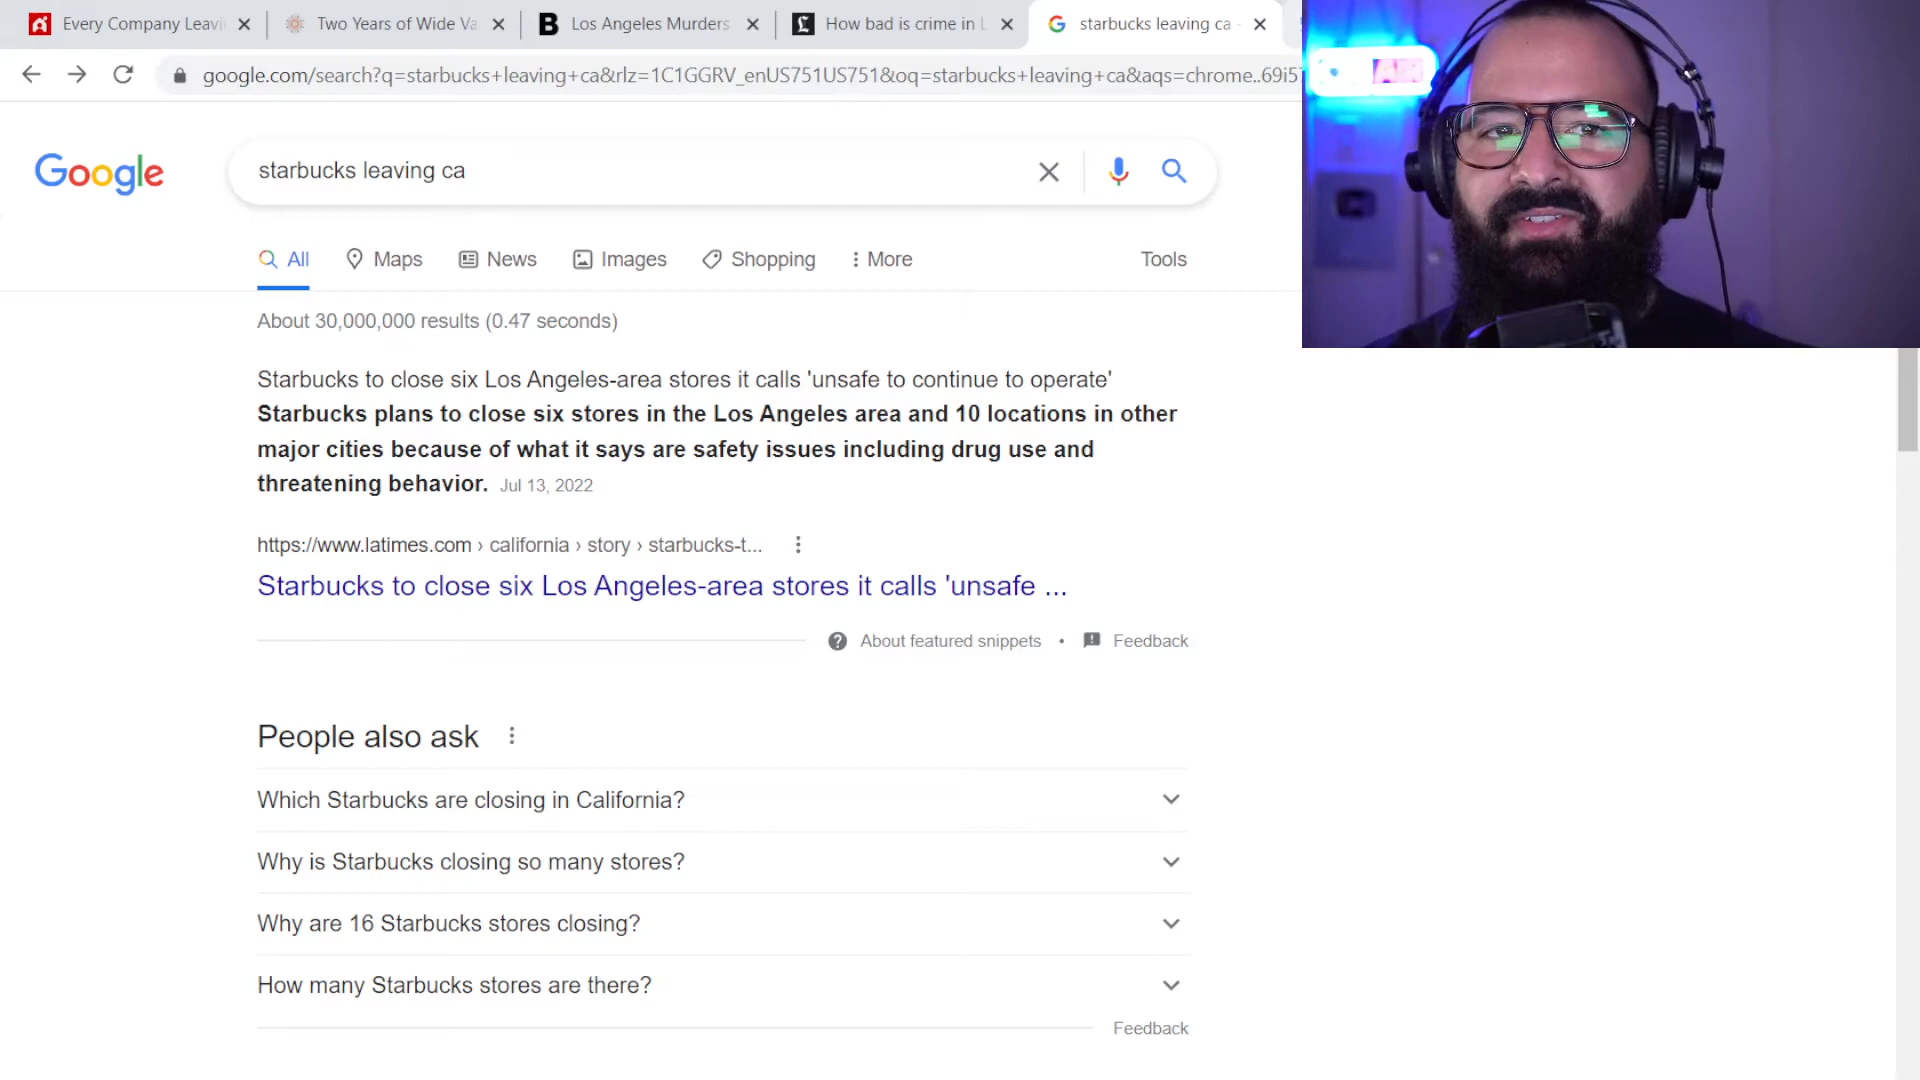 Every Company Leavi
Two Years of Wide Va
Los Angeles Murders
How bad is crime in L
starbucks leaving ca -
google.com/search?q=starbucks+leaving+ca&rlz=1C1GGRV_enUS751US751&oq=starbucks+leaving+ca&aqs=chrome..69i57
Google
starbucks leaving ca
All
Maps
News
Images
Shopping
More
Tools
About 30,000,000 results (0.47 seconds)
Starbucks to close six Los Angeles-area stores it calls 'unsafe to continue to operate'
Starbucks plans to close six stores in the Los Angeles area and 10 locations in other
major cities because of what it says are safety issues including drug use and
threatening behavior. Jul 13, 2022
https://www.latimes.com › california › story › starbucks-t...
Starbucks to close six Los Angeles-area stores it calls 'unsafe ...
About featured snippets • Feedback
People also ask
Which Starbucks are closing in California?
Why is Starbucks closing so many stores?
Why are 16 Starbucks stores closing?
How many Starbucks stores are there?
Feedback